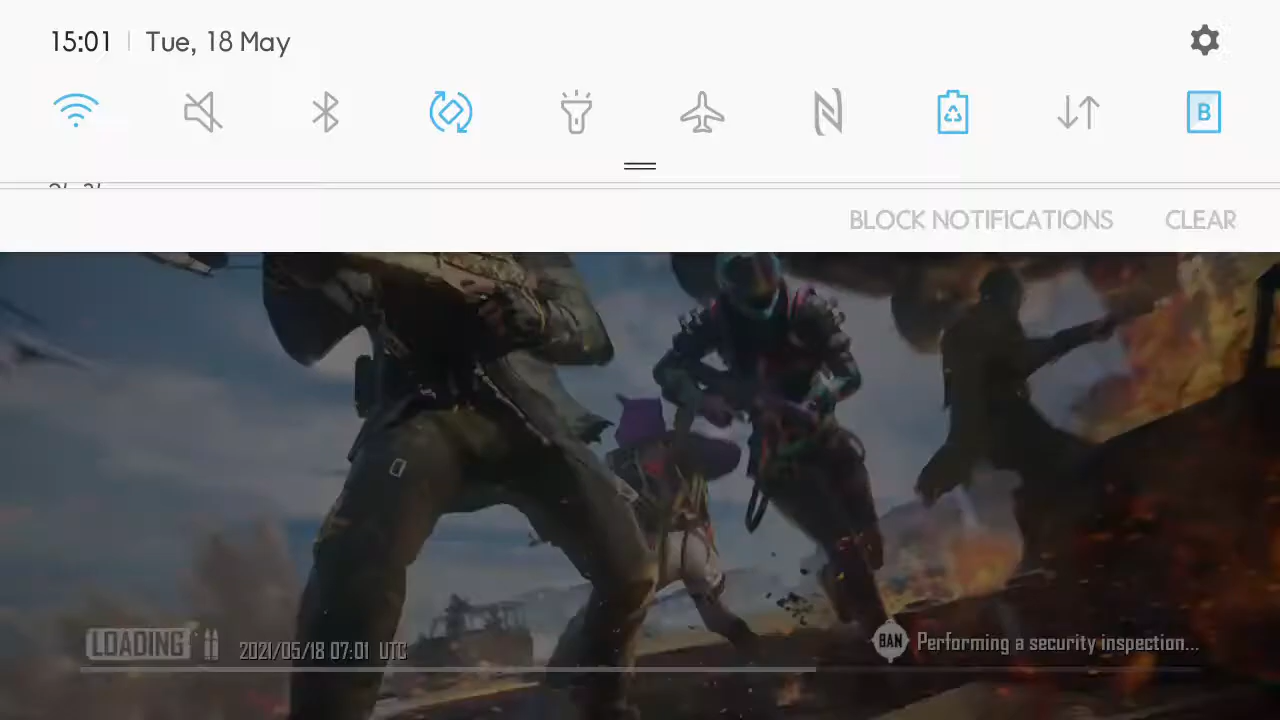 15:01 | Tue, 18 May
B
BLOCK NOTIFICATIONS CLEAR
LOADING 2021/05/18 07:01 UTC
BAN Performing a security inspection...